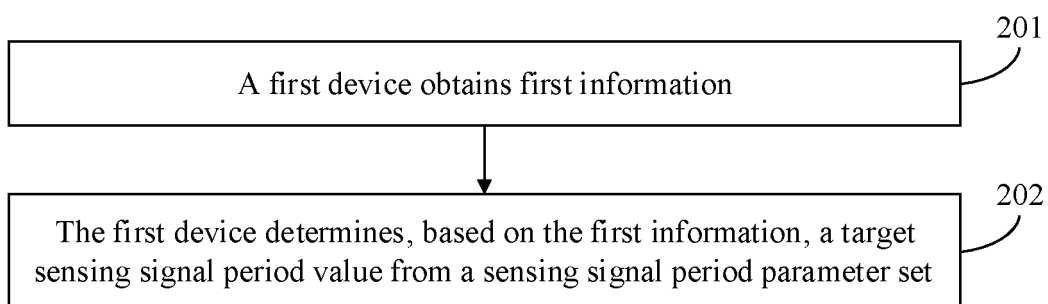 201
A first device obtains first information
202
The first device determines, based on the first information, a target
sensing signal period value from a sensing signal period parameter set